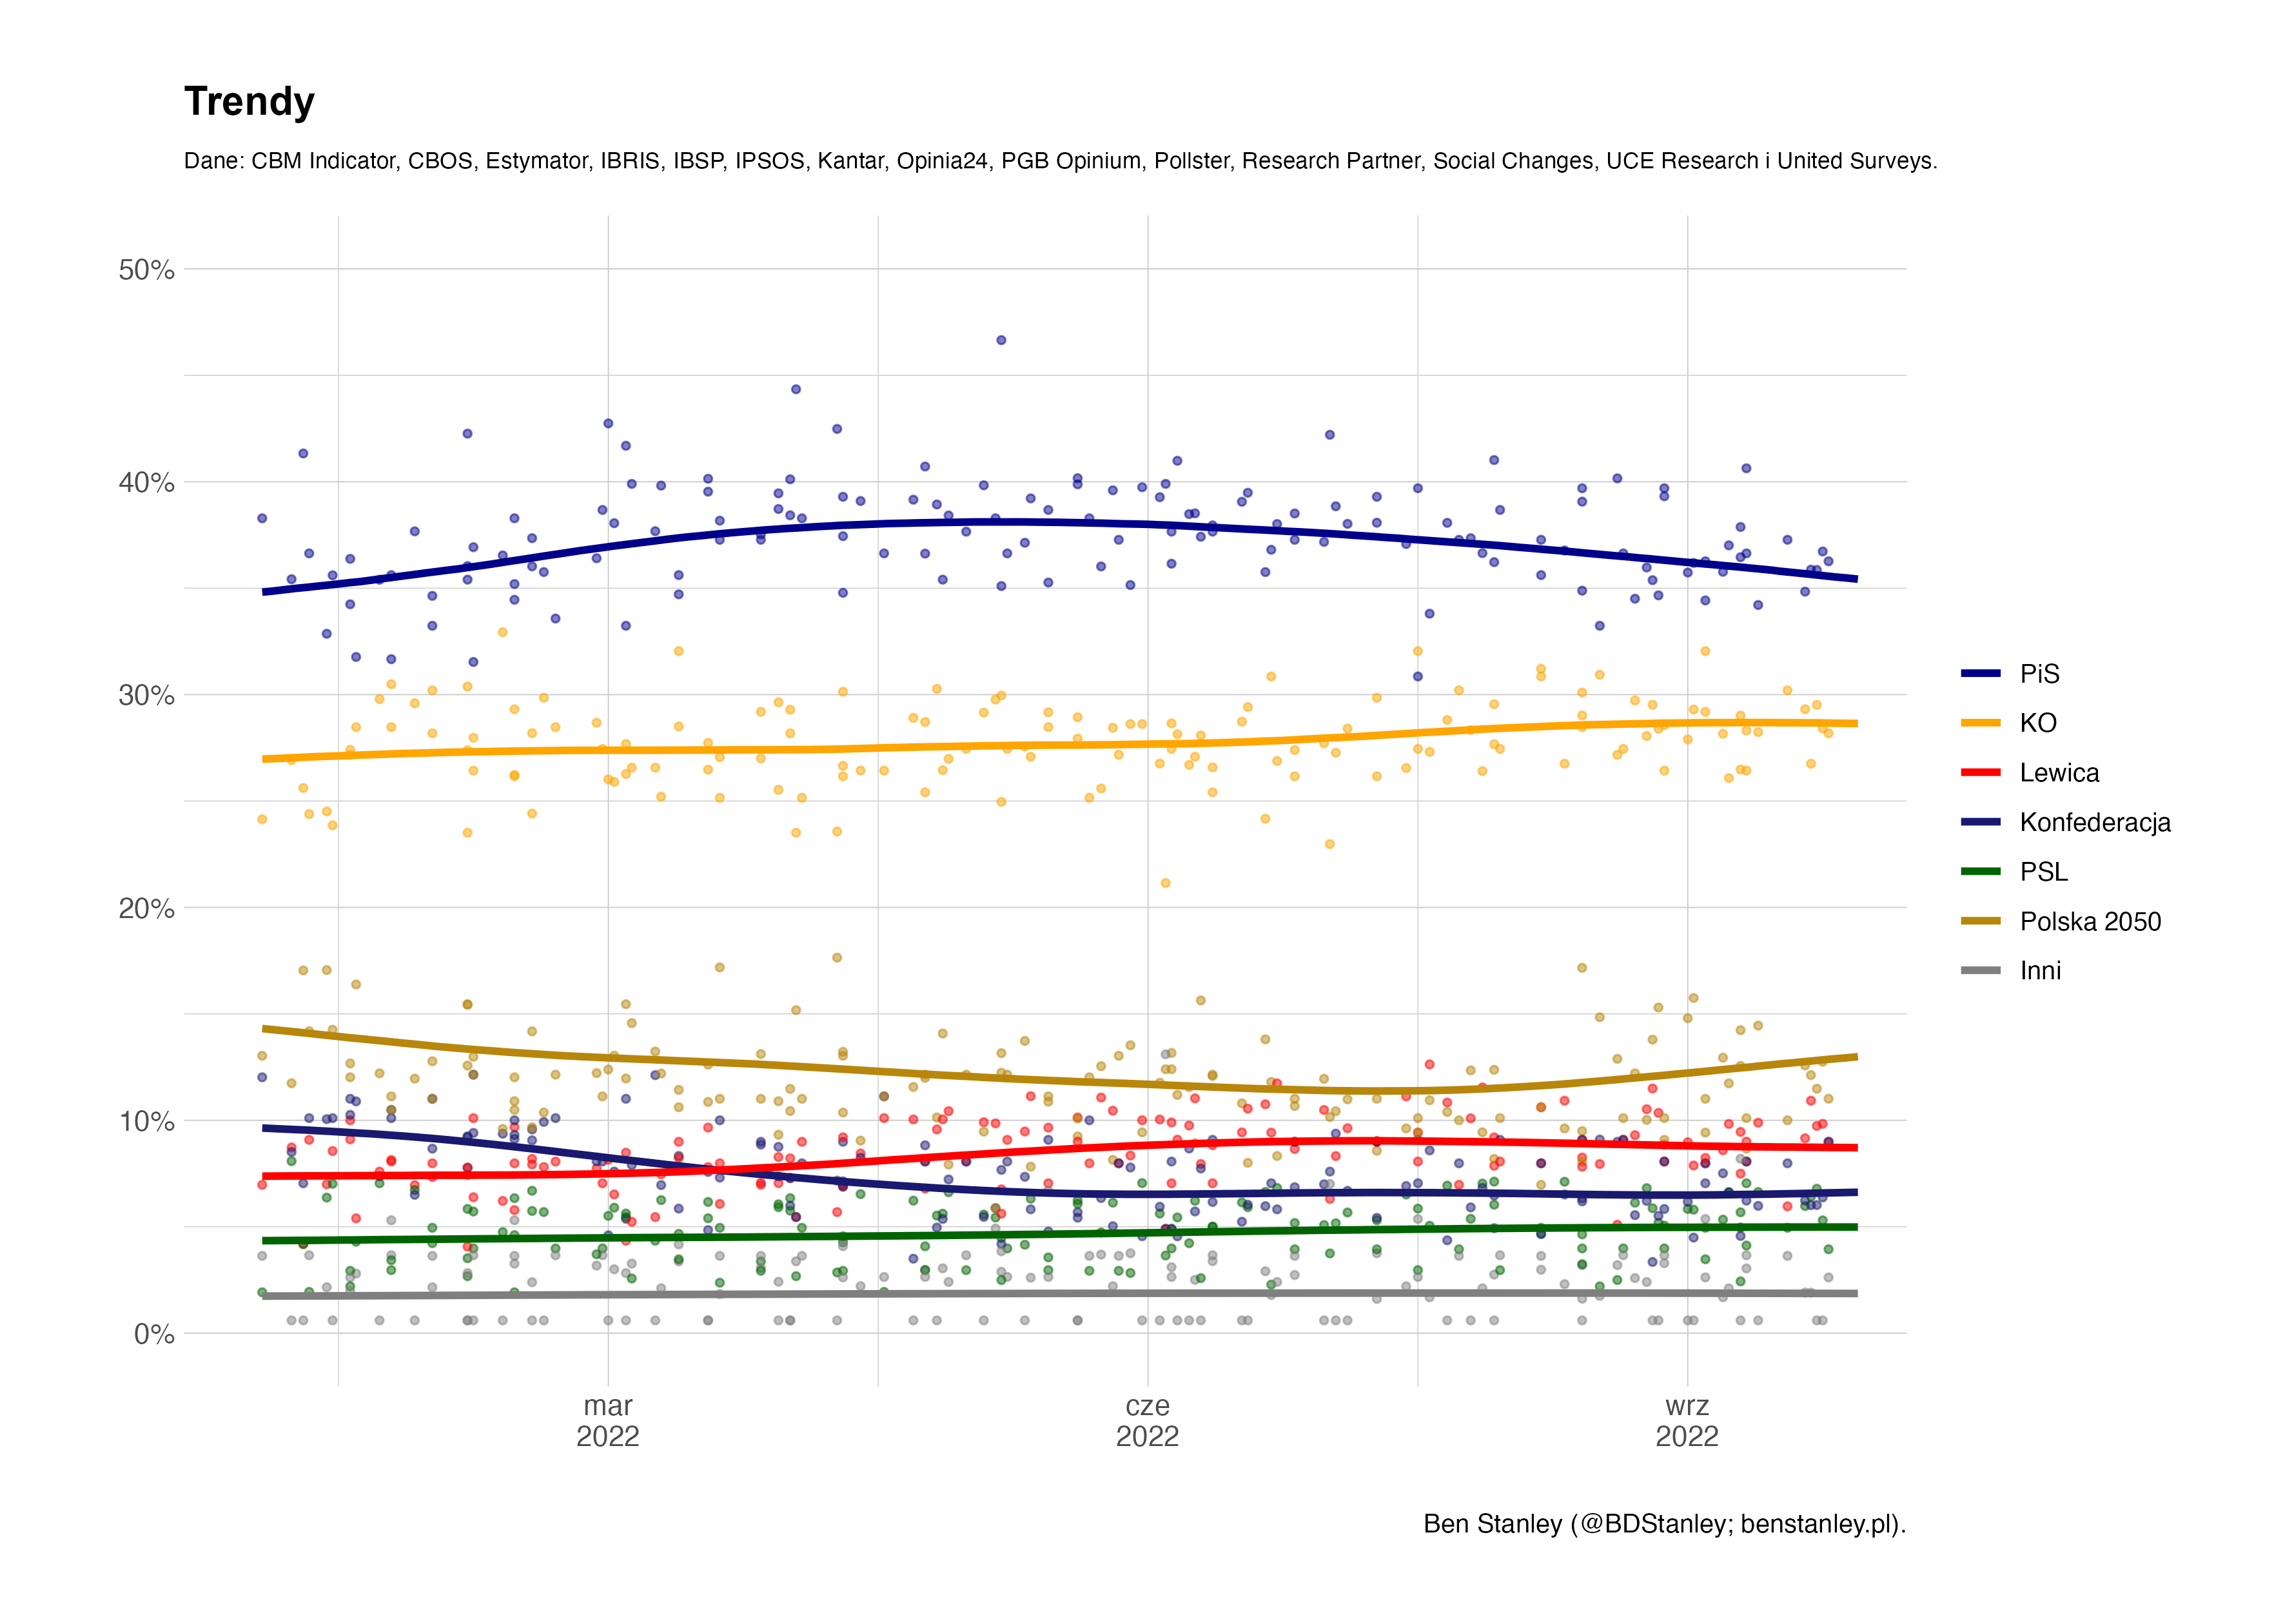 Trendy
Dane: CBM Indicator, CBOS, Estymator, IBRIS, IBSP, IPSOS, Kantar, Opinia24, PGB Opinium, Pollster, Research Partner, Social Changes, UCE Research i United Surveys.
50%
40%
30%
20%
10%
0%
mar
2022
cze
2022
wrz
2022
PiS
KO
Lewica
Konfederacja
PSL
Polska 2050
Inni
Ben Stanley (@BDStanley; benstanley.pl).